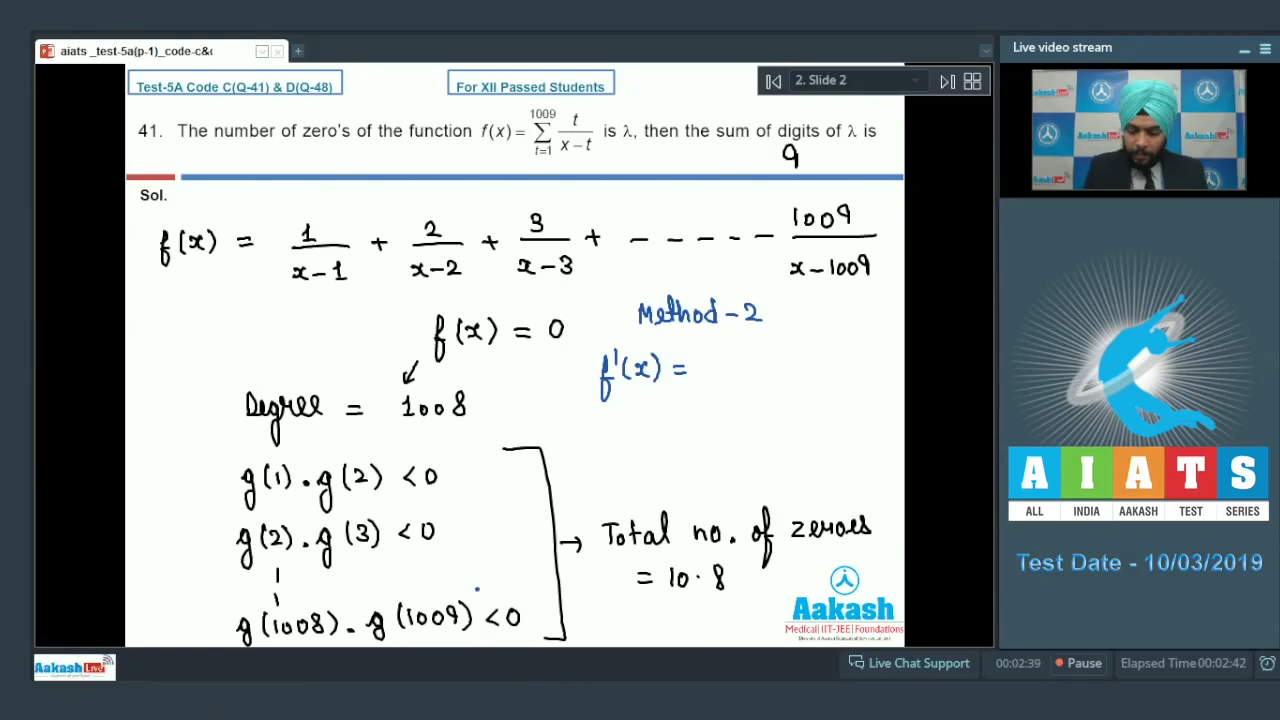 aiats _test-5a(p-1)_code-c&
Live video stream
Test-5A Code C(Q-41) & D(Q-48)
For XII Passed Students
2. Slide 2
41. The number of zero's of the function f(x) = ∑_{t=1}^{1009} t/(x−t) is λ, then the sum of digits of λ is
9
Sol.
f(x) = 1/(x−1) + 2/(x−2) + 3/(x−3) + − − − − − 1009/(x−1009)
f(x) = 0
Method-2
f'(x) =
Degree = 1008
g(1) . g(2) < 0
g(2) . g(3) < 0
g(1008) . g(1009) < 0
→ Total no. of zeroes
= 10.8
AIATS
ALL INDIA AAKASH TEST SERIES
Test Date - 10/03/2019
Aakash
Medical|IIT-JEE|Foundations
Aakash Live
Live Chat Support
00:02:39
Pause
Elapsed Time 00:02:42